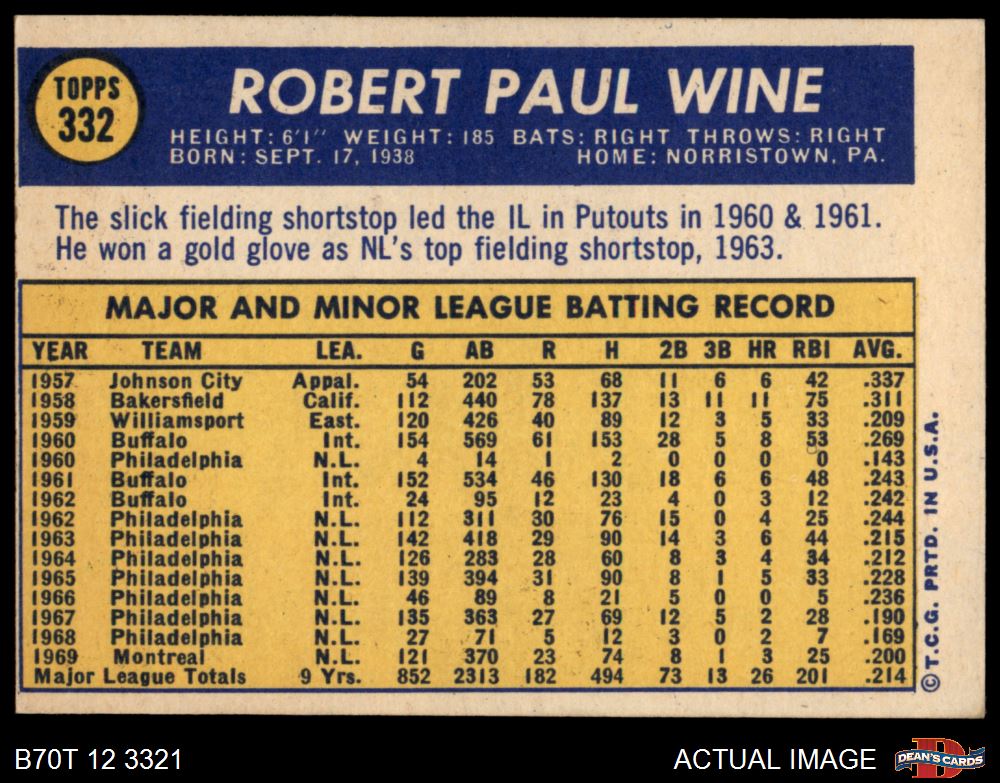 TOPPS
332
ROBERT PAUL WINE
HEIGHT: 6'1" WEIGHT: 185 BATS: RIGHT THROWS: RIGHT
BORN: SEPT. 17, 1938 HOME: NORRISTOWN, PA.
The slick fielding shortstop led the IL in Putouts in 1960 & 1961.
He won a gold glove as NL's top fielding shortstop, 1963.
MAJOR AND MINOR LEAGUE BATTING RECORD
YEAR TEAM LEA. G AB R H 2B 3B HR RBI AVG.
1957 Johnson City Appal. 54 202 53 68 11 6 6 42 .337
1958 Bakersfield Calif. 112 440 78 137 13 11 11 75 .311
1959 Williamsport East. 120 426 40 89 12 3 5 33 .209
1960 Buffalo Int. 154 569 61 153 28 5 8 53 .269
1960 Philadelphia N.L. 4 14 1 2 0 0 0 0 .143
1961 Buffalo Int. 152 534 46 130 18 6 6 48 .243
1962 Buffalo Int. 24 95 12 23 4 0 3 12 .242
1962 Philadelphia N.L. 112 311 30 76 15 0 4 25 .244
1963 Philadelphia N.L. 142 418 29 90 14 3 6 44 .215
1964 Philadelphia N.L. 126 283 28 60 8 3 4 34 .212
1965 Philadelphia N.L. 139 394 31 90 8 1 5 33 .228
1966 Philadelphia N.L. 46 89 8 21 5 0 0 5 .236
1967 Philadelphia N.L. 135 363 27 69 12 5 2 28 .190
1968 Philadelphia N.L. 27 71 5 12 3 0 2 7 .169
1969 Montreal N.L. 121 370 23 74 8 1 3 25 .200
Major League Totals 9 Yrs. 852 2313 182 494 73 13 26 201 .214
© T.C.G. PRTD. IN U.S.A.
B70T 12 3321
ACTUAL IMAGE
D
DEAN'S CARDS